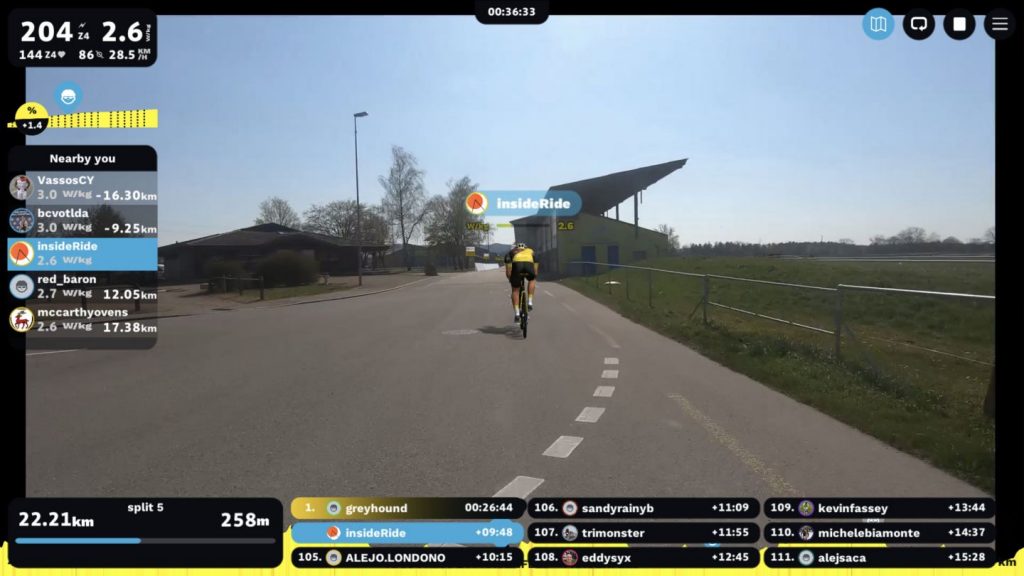 00:36:33
204 Z4 2.6 W/kg
144 Z4 86 28.5 KM/H
%
+1.4
Nearby you
VassosCY
3.0 W/kg -16.30km
bcvotlda
3.0 W/kg -9.25km
insideRide
2.6 W/kg
red_baron
2.7 W/kg 12.05km
mccarthyovens
2.6 W/kg 17.38km
insideRide
W/kg 2.6
split 5
22.21km 258m
1. greyhound 00:26:44
insideRide +09:48
105. ALEJO.LONDONO +10:15
106. sandyrainyb +11:09
107. trimonster +11:55
108. eddysyx +12:45
109. kevinfassey +13:44
110. michelebiamonte +14:37
111. alejsaca +15:28
km